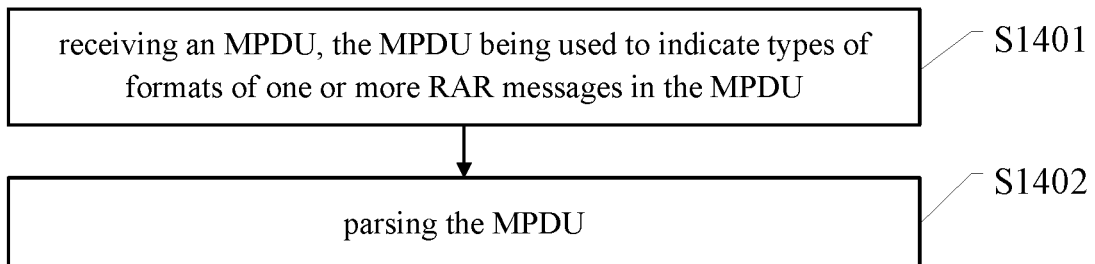 receiving an MPDU, the MPDU being used to indicate types of
formats of one or more RAR messages in the MPDU
S1401
parsing the MPDU
S1402